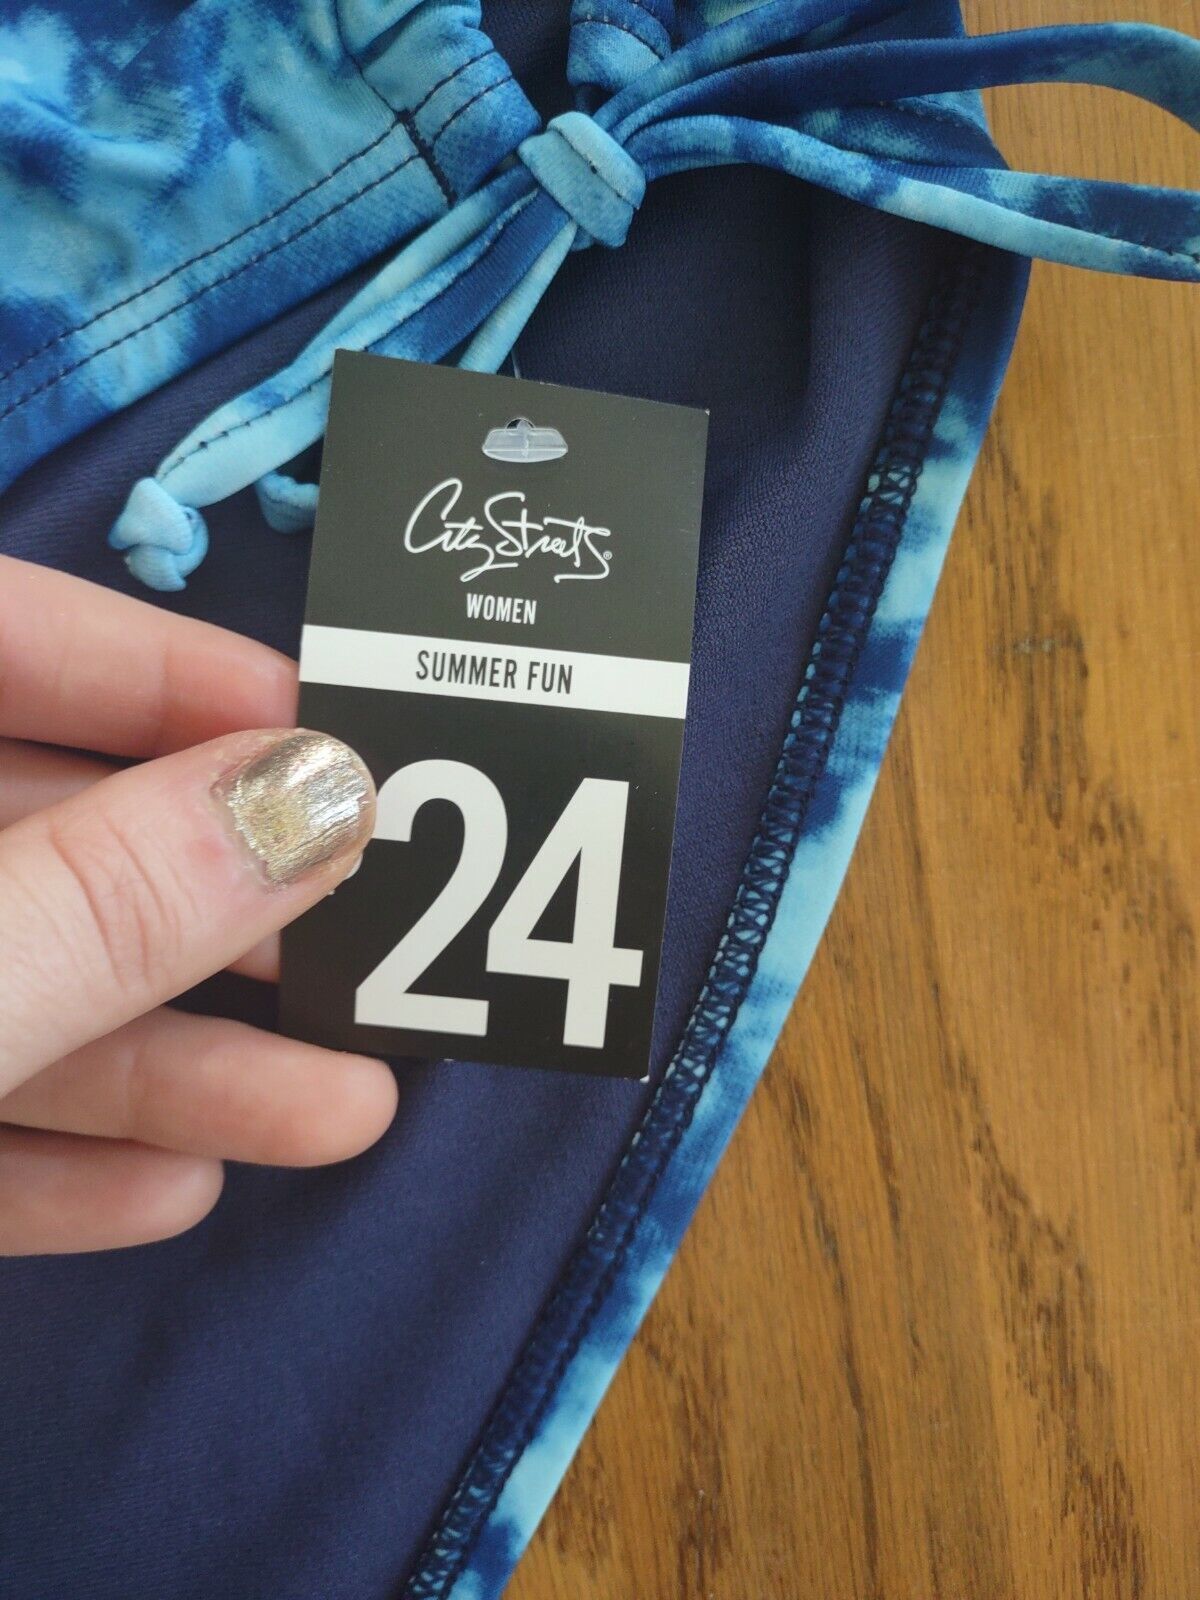 City Streets®
WOMEN
SUMMER FUN
24